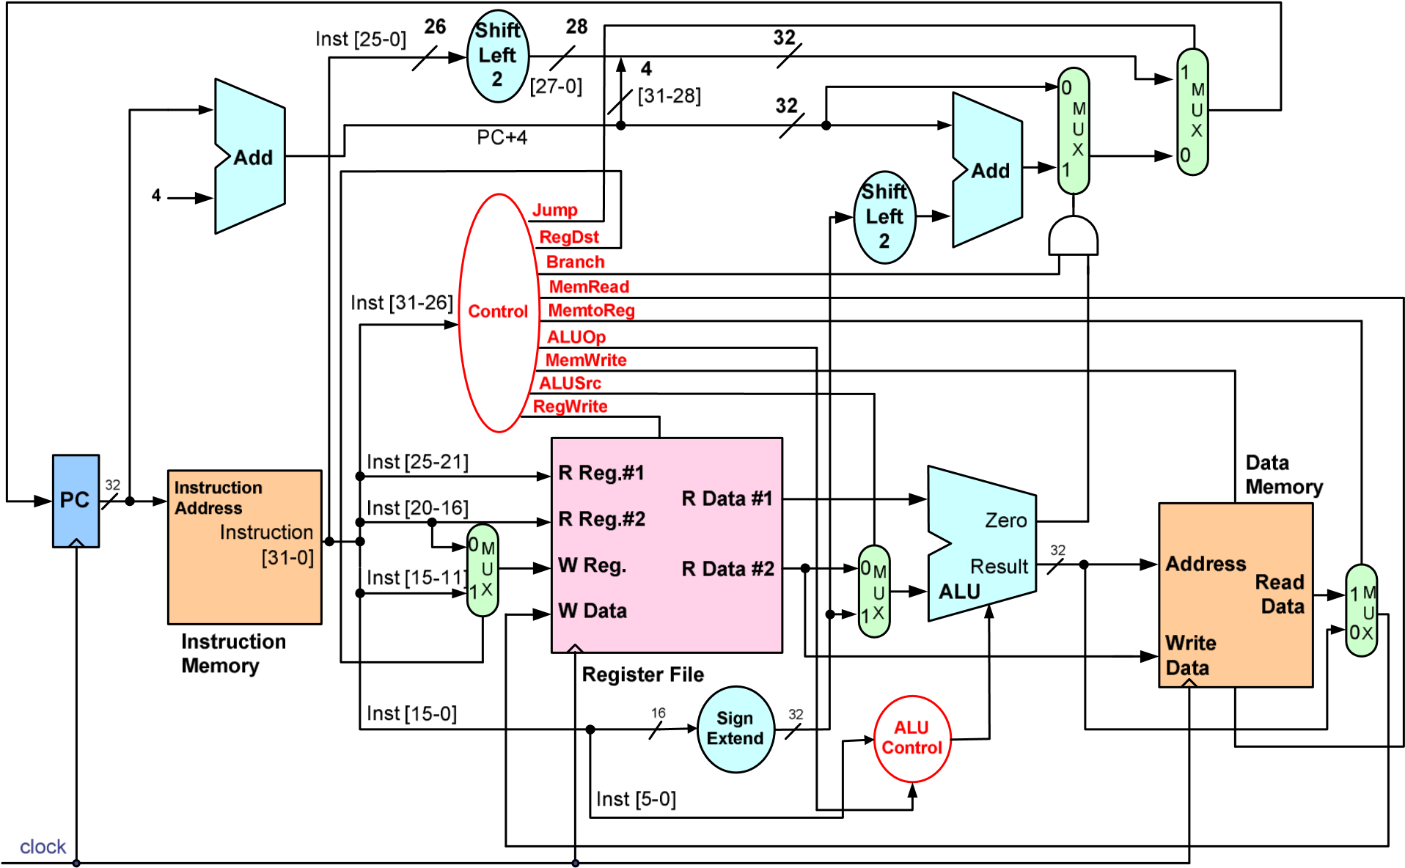 Inst [25-0]
26
Shift
Left
2
28
[27-0]
32
4
[31-28]
1
M
U
X
0
Add
4
PC+4
32
0
M
U
X
1
Add
Shift
Left
2
Jump
RegDst
Branch
MemRead
MemtoReg
ALUOp
MemWrite
ALUSrc
RegWrite
Control
Inst [31-26]
PC
32
Instruction
Address
Instruction
[31-0]
Instruction
Memory
Inst [25-21]
Inst [20-16]
Inst [15-11]
0 M
U
1 X
R Reg.#1
R Reg.#2
W Reg.
W Data
R Data #1
R Data #2
Register File
0 M
U
1 X
Zero
Result
ALU
32
Data
Memory
Address
Read
Data
Write
Data
1 M
U
0 X
Inst [15-0]
16
Sign
Extend
32
ALU
Control
Inst [5-0]
clock